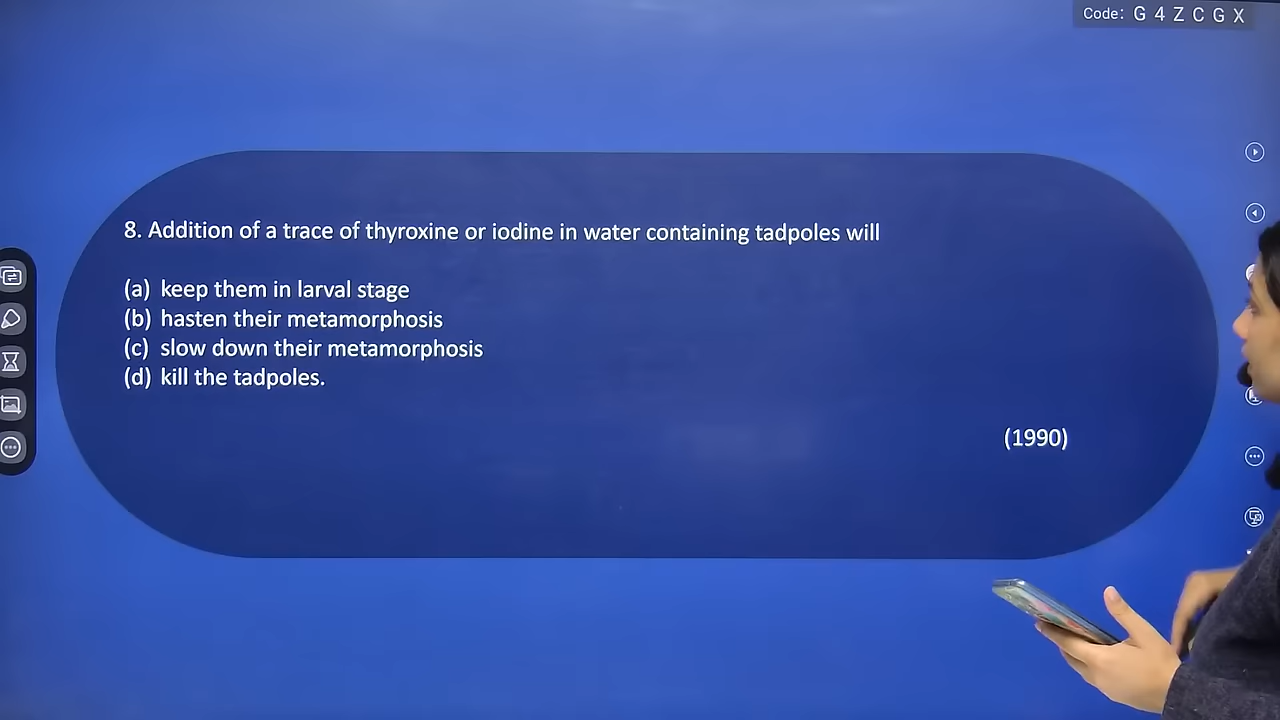 Code: G 4 Z C G X
8. Addition of a trace of thyroxine or iodine in water containing tadpoles will
(a) keep them in larval stage
(b) hasten their metamorphosis
(c) slow down their metamorphosis
(d) kill the tadpoles.
(1990)